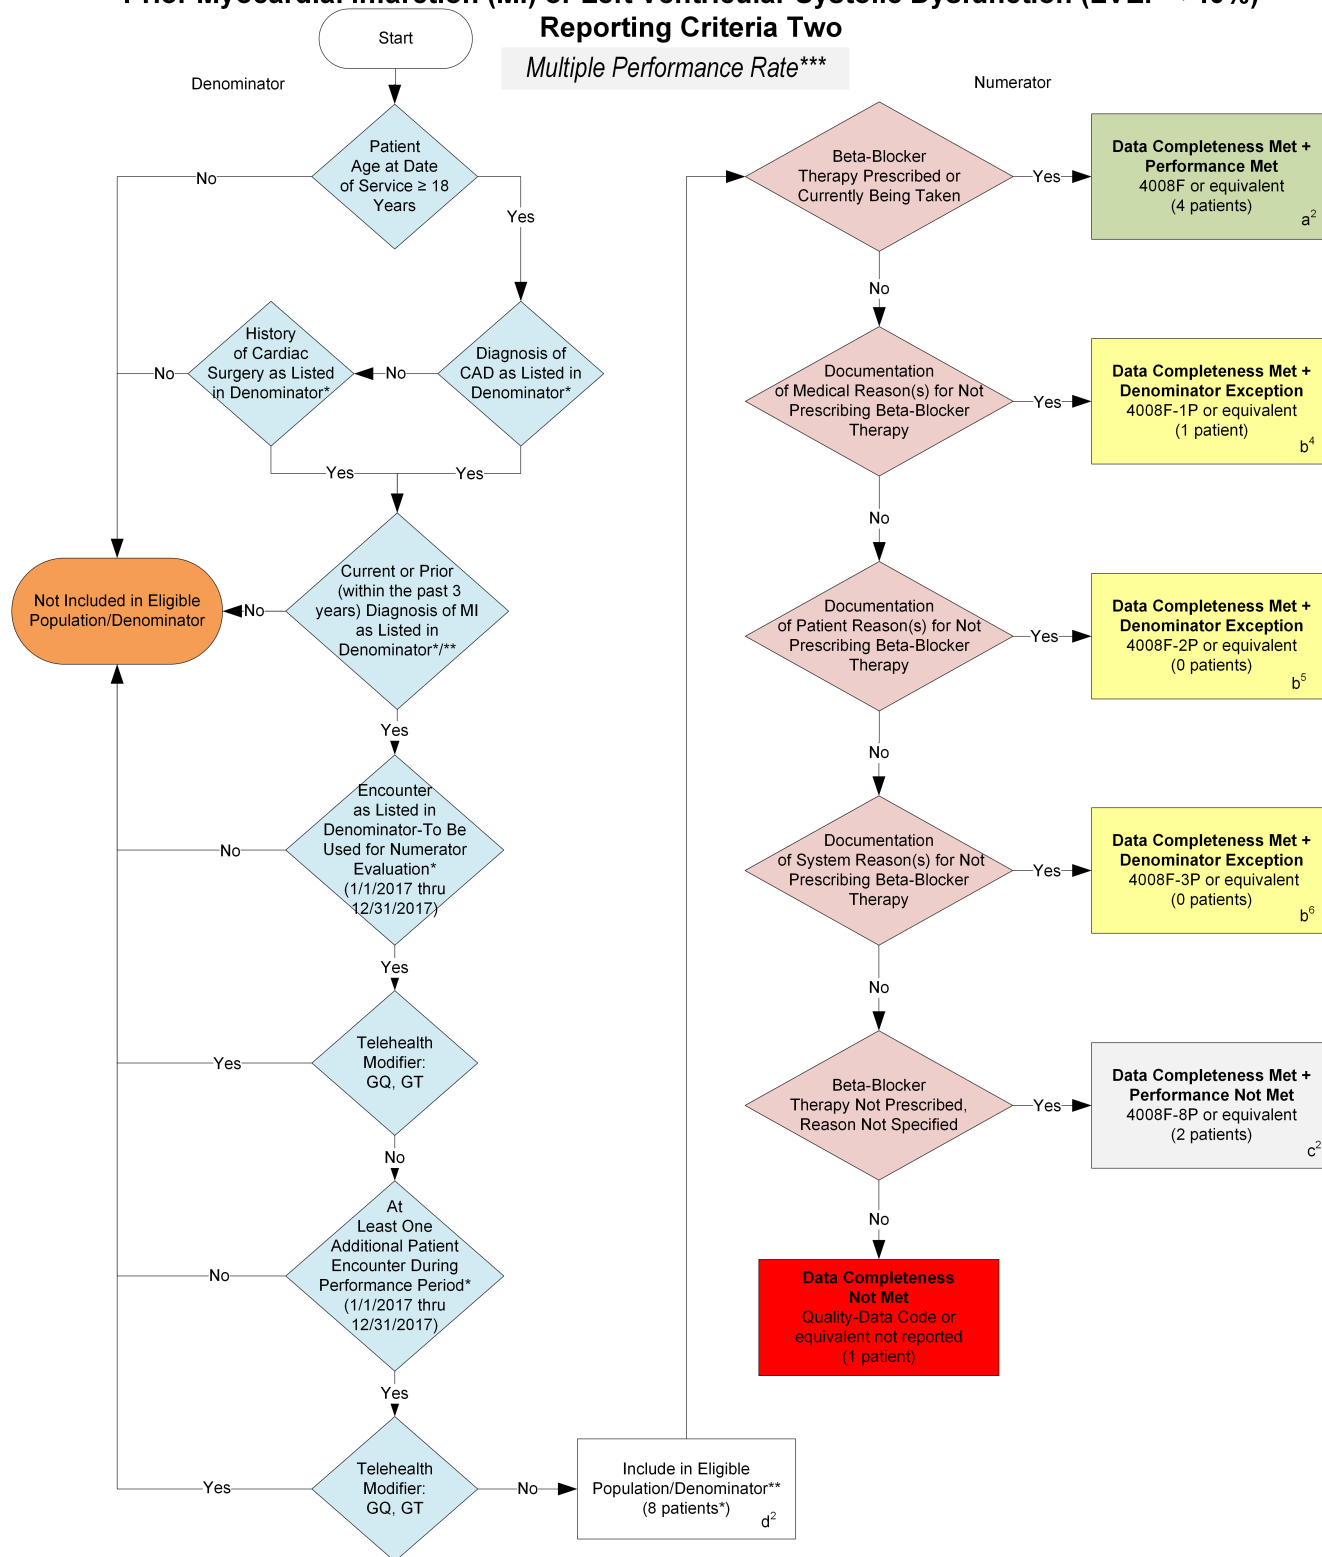 Reporting Criteria Two
Multiple Performance Rate***
Start
Denominator
Numerator
Patient
Age at Date
of Service ≥ 18
Years
No
Yes
History
of Cardiac
Surgery as Listed
in Denominator*
No
No
Diagnosis of
CAD as Listed in
Denominator*
Yes
Yes
Current or Prior
(within the past 3
years) Diagnosis of MI
as Listed in
Denominator*/**
No
Not Included in Eligible
Population/Denominator
Yes
Encounter
as Listed in
Denominator-To Be
Used for Numerator
Evaluation*
(1/1/2017 thru
12/31/2017)
No
Yes
Telehealth
Modifier:
GQ, GT
Yes
No
At
Least One
Additional Patient
Encounter During
Performance Period*
(1/1/2017 thru
12/31/2017)
No
Yes
Telehealth
Modifier:
GQ, GT
Yes
No
Include in Eligible
Population/Denominator**
(8 patients*)
d²
Beta-Blocker
Therapy Prescribed or
Currently Being Taken
Yes
Data Completeness Met +
Performance Met
4008F or equivalent
(4 patients)
a²
No
Documentation
of Medical Reason(s) for Not
Prescribing Beta-Blocker
Therapy
Yes
Data Completeness Met +
Denominator Exception
4008F-1P or equivalent
(1 patient)
b⁴
No
Documentation
of Patient Reason(s) for Not
Prescribing Beta-Blocker
Therapy
Yes
Data Completeness Met +
Denominator Exception
4008F-2P or equivalent
(0 patients)
b⁵
No
Documentation
of System Reason(s) for Not
Prescribing Beta-Blocker
Therapy
Yes
Data Completeness Met +
Denominator Exception
4008F-3P or equivalent
(0 patients)
b⁶
No
Beta-Blocker
Therapy Not Prescribed,
Reason Not Specified
Yes
Data Completeness Met +
Performance Not Met
4008F-8P or equivalent
(2 patients)
c²
No
Data Completeness
Not Met
Quality-Data Code or
equivalent not reported
(1 patient)